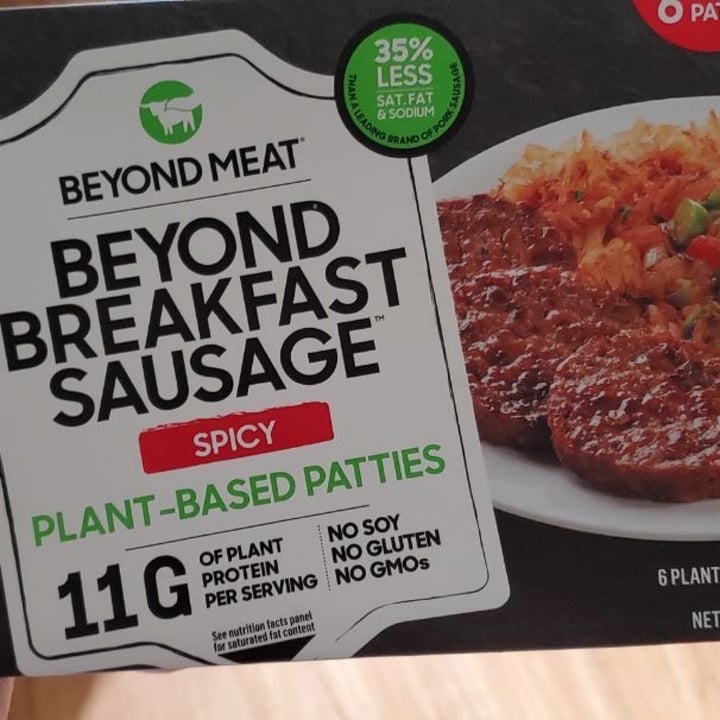 6 PAT
35%
LESS
SAT. FAT
& SODIUM
THAN A LEADING BRAND OF PORK SAUSAGE
BEYOND MEAT®
BEYOND®
BREAKFAST
SAUSAGE™
SPICY
PLANT-BASED PATTIES
11G
OF PLANT
PROTEIN
PER SERVING
NO SOY
NO GLUTEN
NO GMOs
See nutrition facts panel
for saturated fat content
6 PLANT
NET